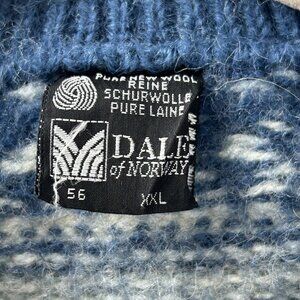 PURE NEW WOOL
REINE
SCHURWOLLE
PURE LAINE
DALE
of NORWAY
56 XXL